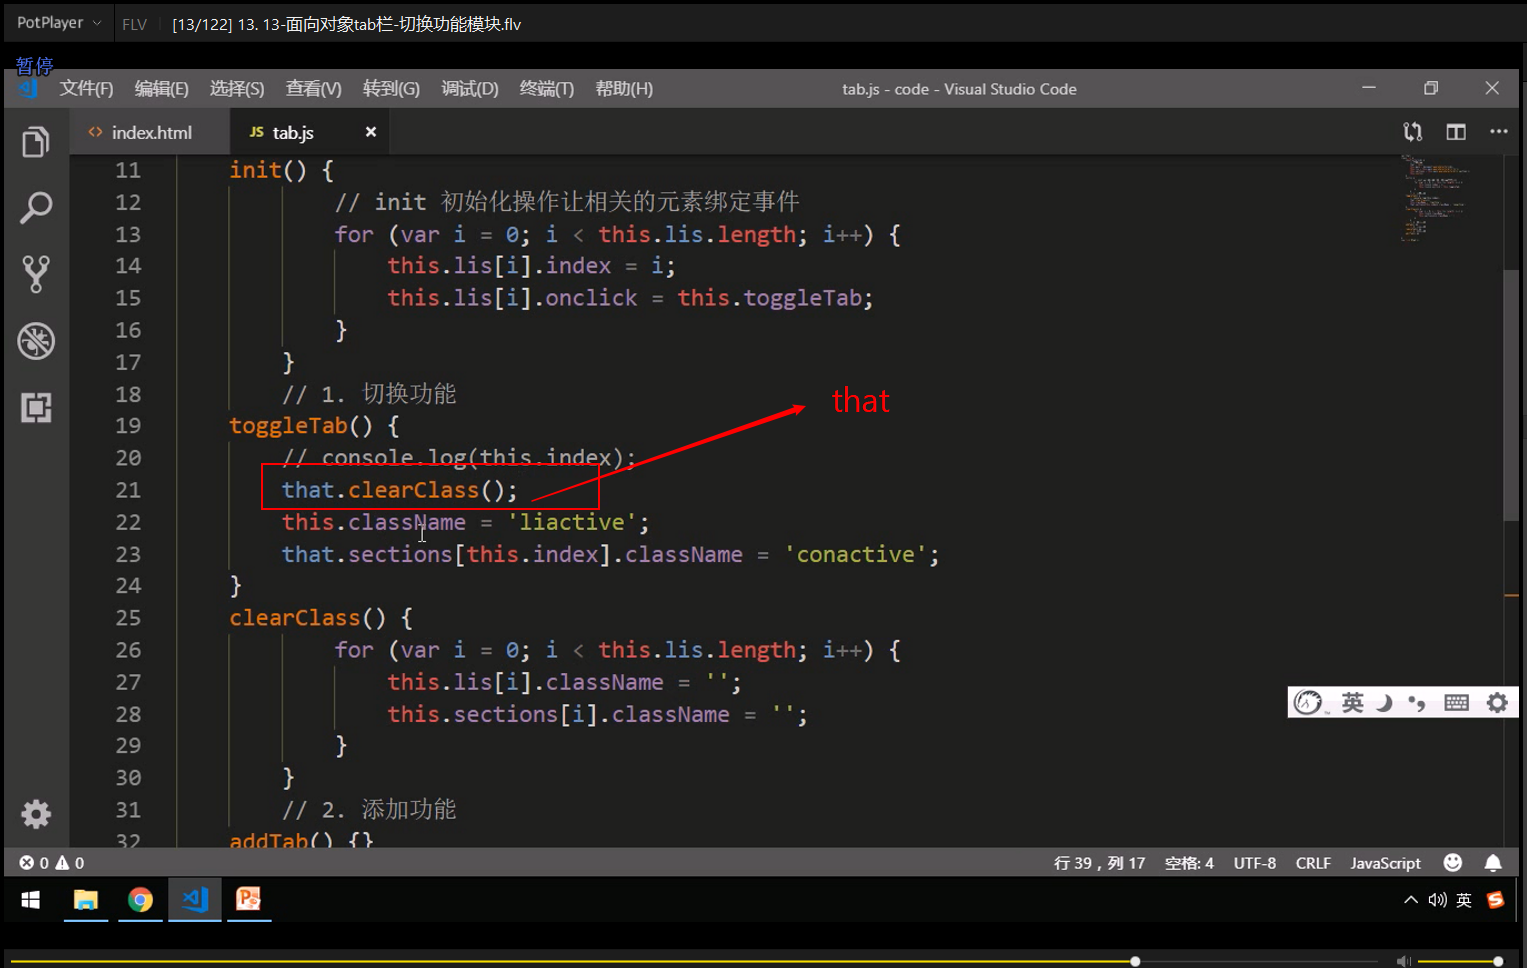 PotPlayer FLV [13/122] 13. 13-面向对象tab栏-切换功能模块.flv
暂停
文件(F) 编辑(E) 选择(S) 查看(V) 转到(G) 调试(D) 终端(T) 帮助(H) tab.js - code - Visual Studio Code
<> index.html JS tab.js ×
11 init() {
12 // init 初始化操作让相关的元素绑定事件
13 for (var i = 0; i < this.lis.length; i++) {
14 this.lis[i].index = i;
15 this.lis[i].onclick = this.toggleTab;
16 }
17 }
18 // 1. 切换功能
that
19 toggleTab() {
20 // console.log(this.index);
21 that.clearClass();
22 this.className = 'liactive';
23 that.sections[this.index].className = 'conactive';
24 }
25 clearClass() {
26 for (var i = 0; i < this.lis.length; i++) {
27 this.lis[i].className = '';
28 this.sections[i].className = '';
29 }
30 }
31 // 2. 添加功能
32 addTab() {}
英
0 0 行 39，列 17 空格: 4 UTF-8 CRLF JavaScript
英